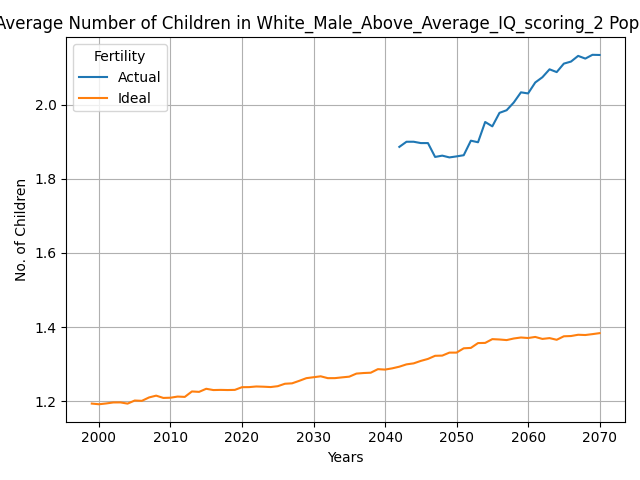 Average Number of Children in White_Male_Above_Average_IQ_scoring_2 Pop
Fertility
Actual
Ideal
No. of Children
2.0
1.8
1.6
1.4
1.2
2000 2010 2020 2030 2040 2050 2060 2070
Years